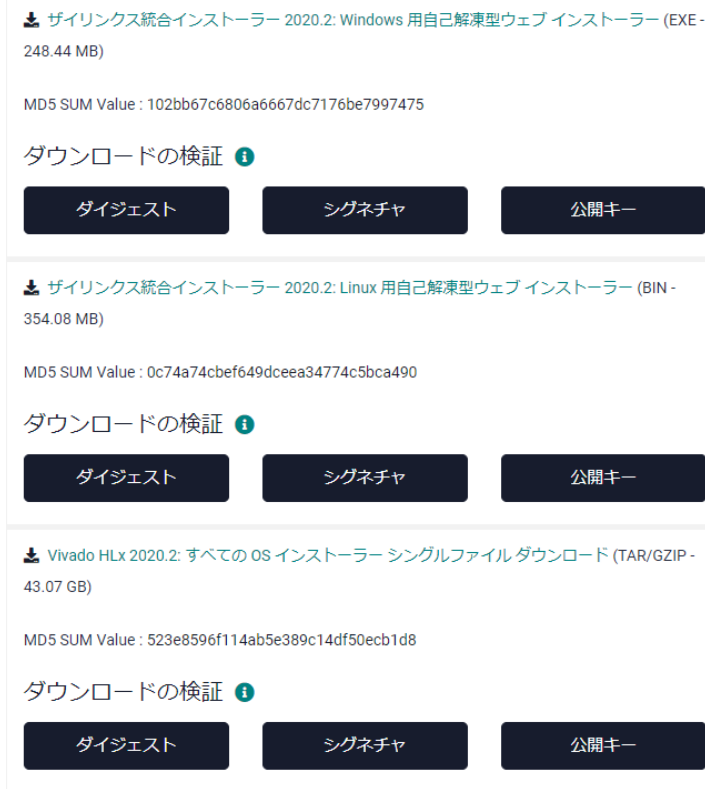 ザイリンクス統合インストーラー 2020.2: Windows 用自己解凍型ウェブ インストーラー (EXE -
248.44 MB)
MD5 SUM Value : 102bb67c6806a6667dc7176be7997475
ダウンロードの検証
ダイジェスト シグネチャ 公開キー
ザイリンクス統合インストーラー 2020.2: Linux 用自己解凍型ウェブ インストーラー (BIN -
354.08 MB)
MD5 SUM Value : 0c74a74cbef649dceea34774c5bca490
ダウンロードの検証
ダイジェスト シグネチャ 公開キー
Vivado HLx 2020.2: すべての OS インストーラー シングルファイル ダウンロード (TAR/GZIP -
43.07 GB)
MD5 SUM Value : 523e8596f114ab5e389c14df50ecb1d8
ダウンロードの検証
ダイジェスト シグネチャ 公開キー